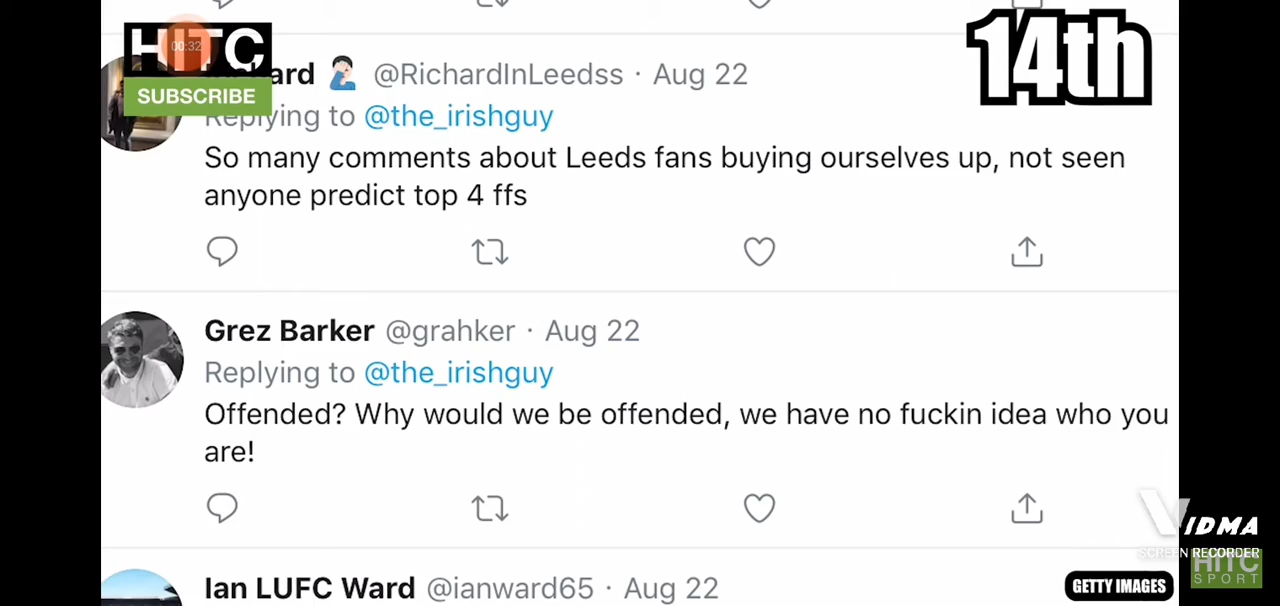 HITC
00:32
SUBSCRIBE
14th
ard @RichardInLeedss · Aug 22
Replying to @the_irishguy
So many comments about Leeds fans buying ourselves up, not seen
anyone predict top 4 ffs
Grez Barker @grahker · Aug 22
Replying to @the_irishguy
Offended? Why would we be offended, we have no fuckin idea who you
are!
Ian LUFC Ward @ianward65 · Aug 22
VIDMA
SCREEN RECORDER
HITC
SPORT
GETTY IMAGES